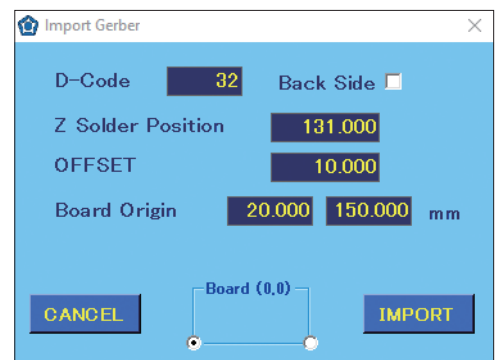 Import Gerber
D-Code 32 Back Side
Z Solder Position 131.000
OFFSET 10.000
Board Origin 20.000 150.000 mm
Board (0,0)
CANCEL IMPORT